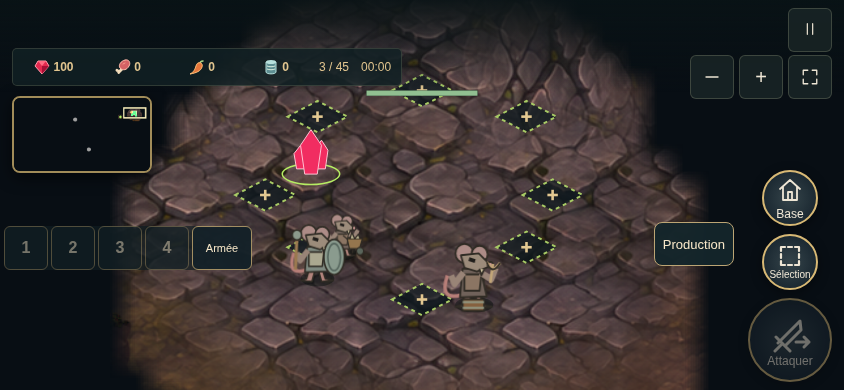 100 0 0 0 3 / 45 00:00
1 2 3 4 Armée
Production
Base
Sélection
Attaquer